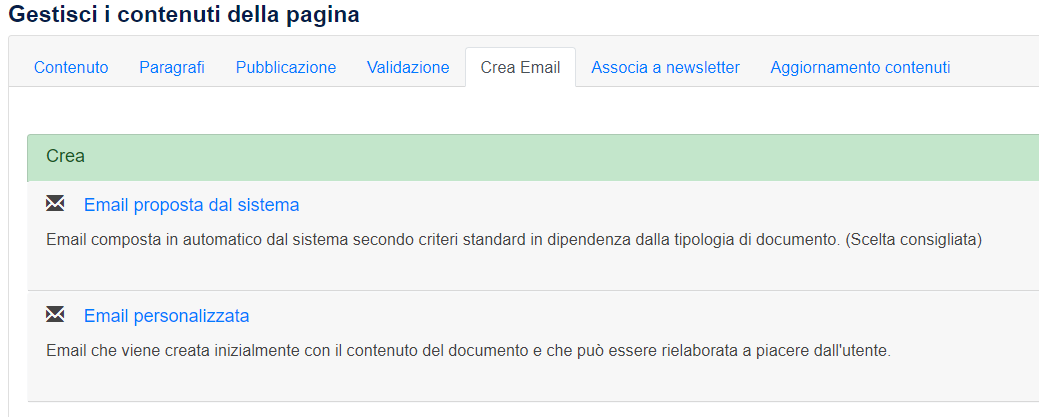 Gestisci i contenuti della pagina
Contenuto Paragrafi Pubblicazione Validazione Crea Email Associa a newsletter Aggiornamento contenuti
Crea
Email proposta dal sistema
Email composta in automatico dal sistema secondo criteri standard in dipendenza dalla tipologia di documento. (Scelta consigliata)
Email personalizzata
Email che viene creata inizialmente con il contenuto del documento e che può essere rielaborata a piacere dall'utente.